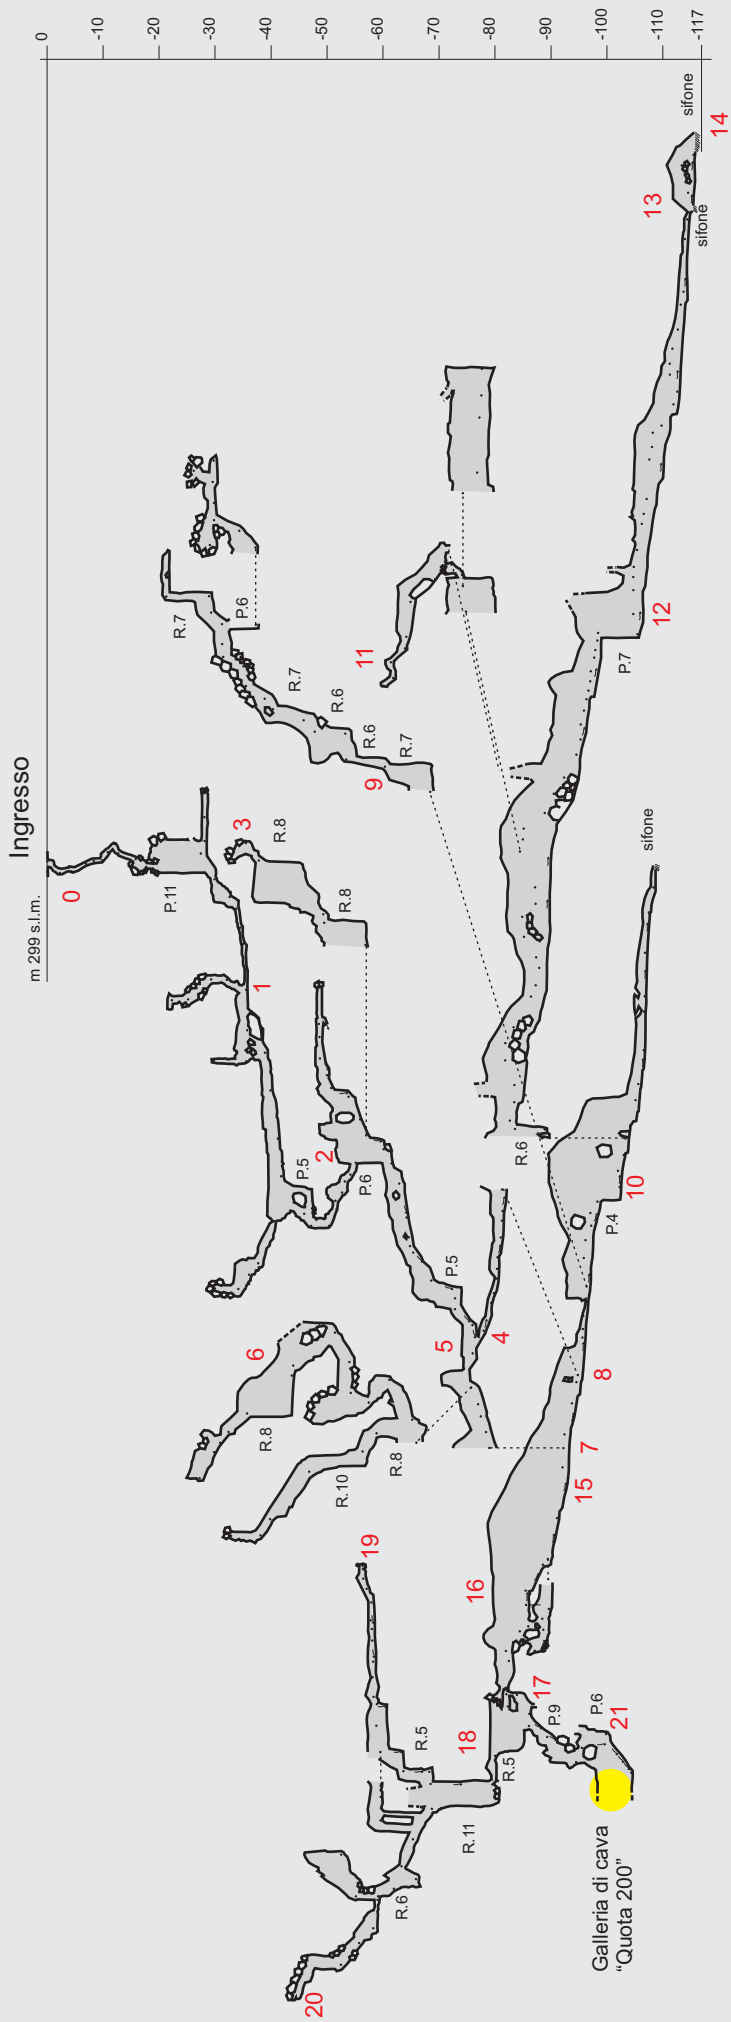 Ingresso
m 299 s.l.m.
0
-10
-20
-30
-40
-50
-60
-70
-80
-90
-100
-110
-117
0
P.11
1
3
R.8
R.8
2
P.5
P.6
P.5
5
4
6
R.8
R.10
R.8
R.7
P.6
R.7
R.6
R.6
R.7
9
11
12
P.7
13
sifone
sifone
14
R.6
10
P.4
sifone
8
7
15
16
17
P.9
P.6
21
18
R.5
R.5
19
R.11
R.6
20
Galleria di cava
“Quota 200”